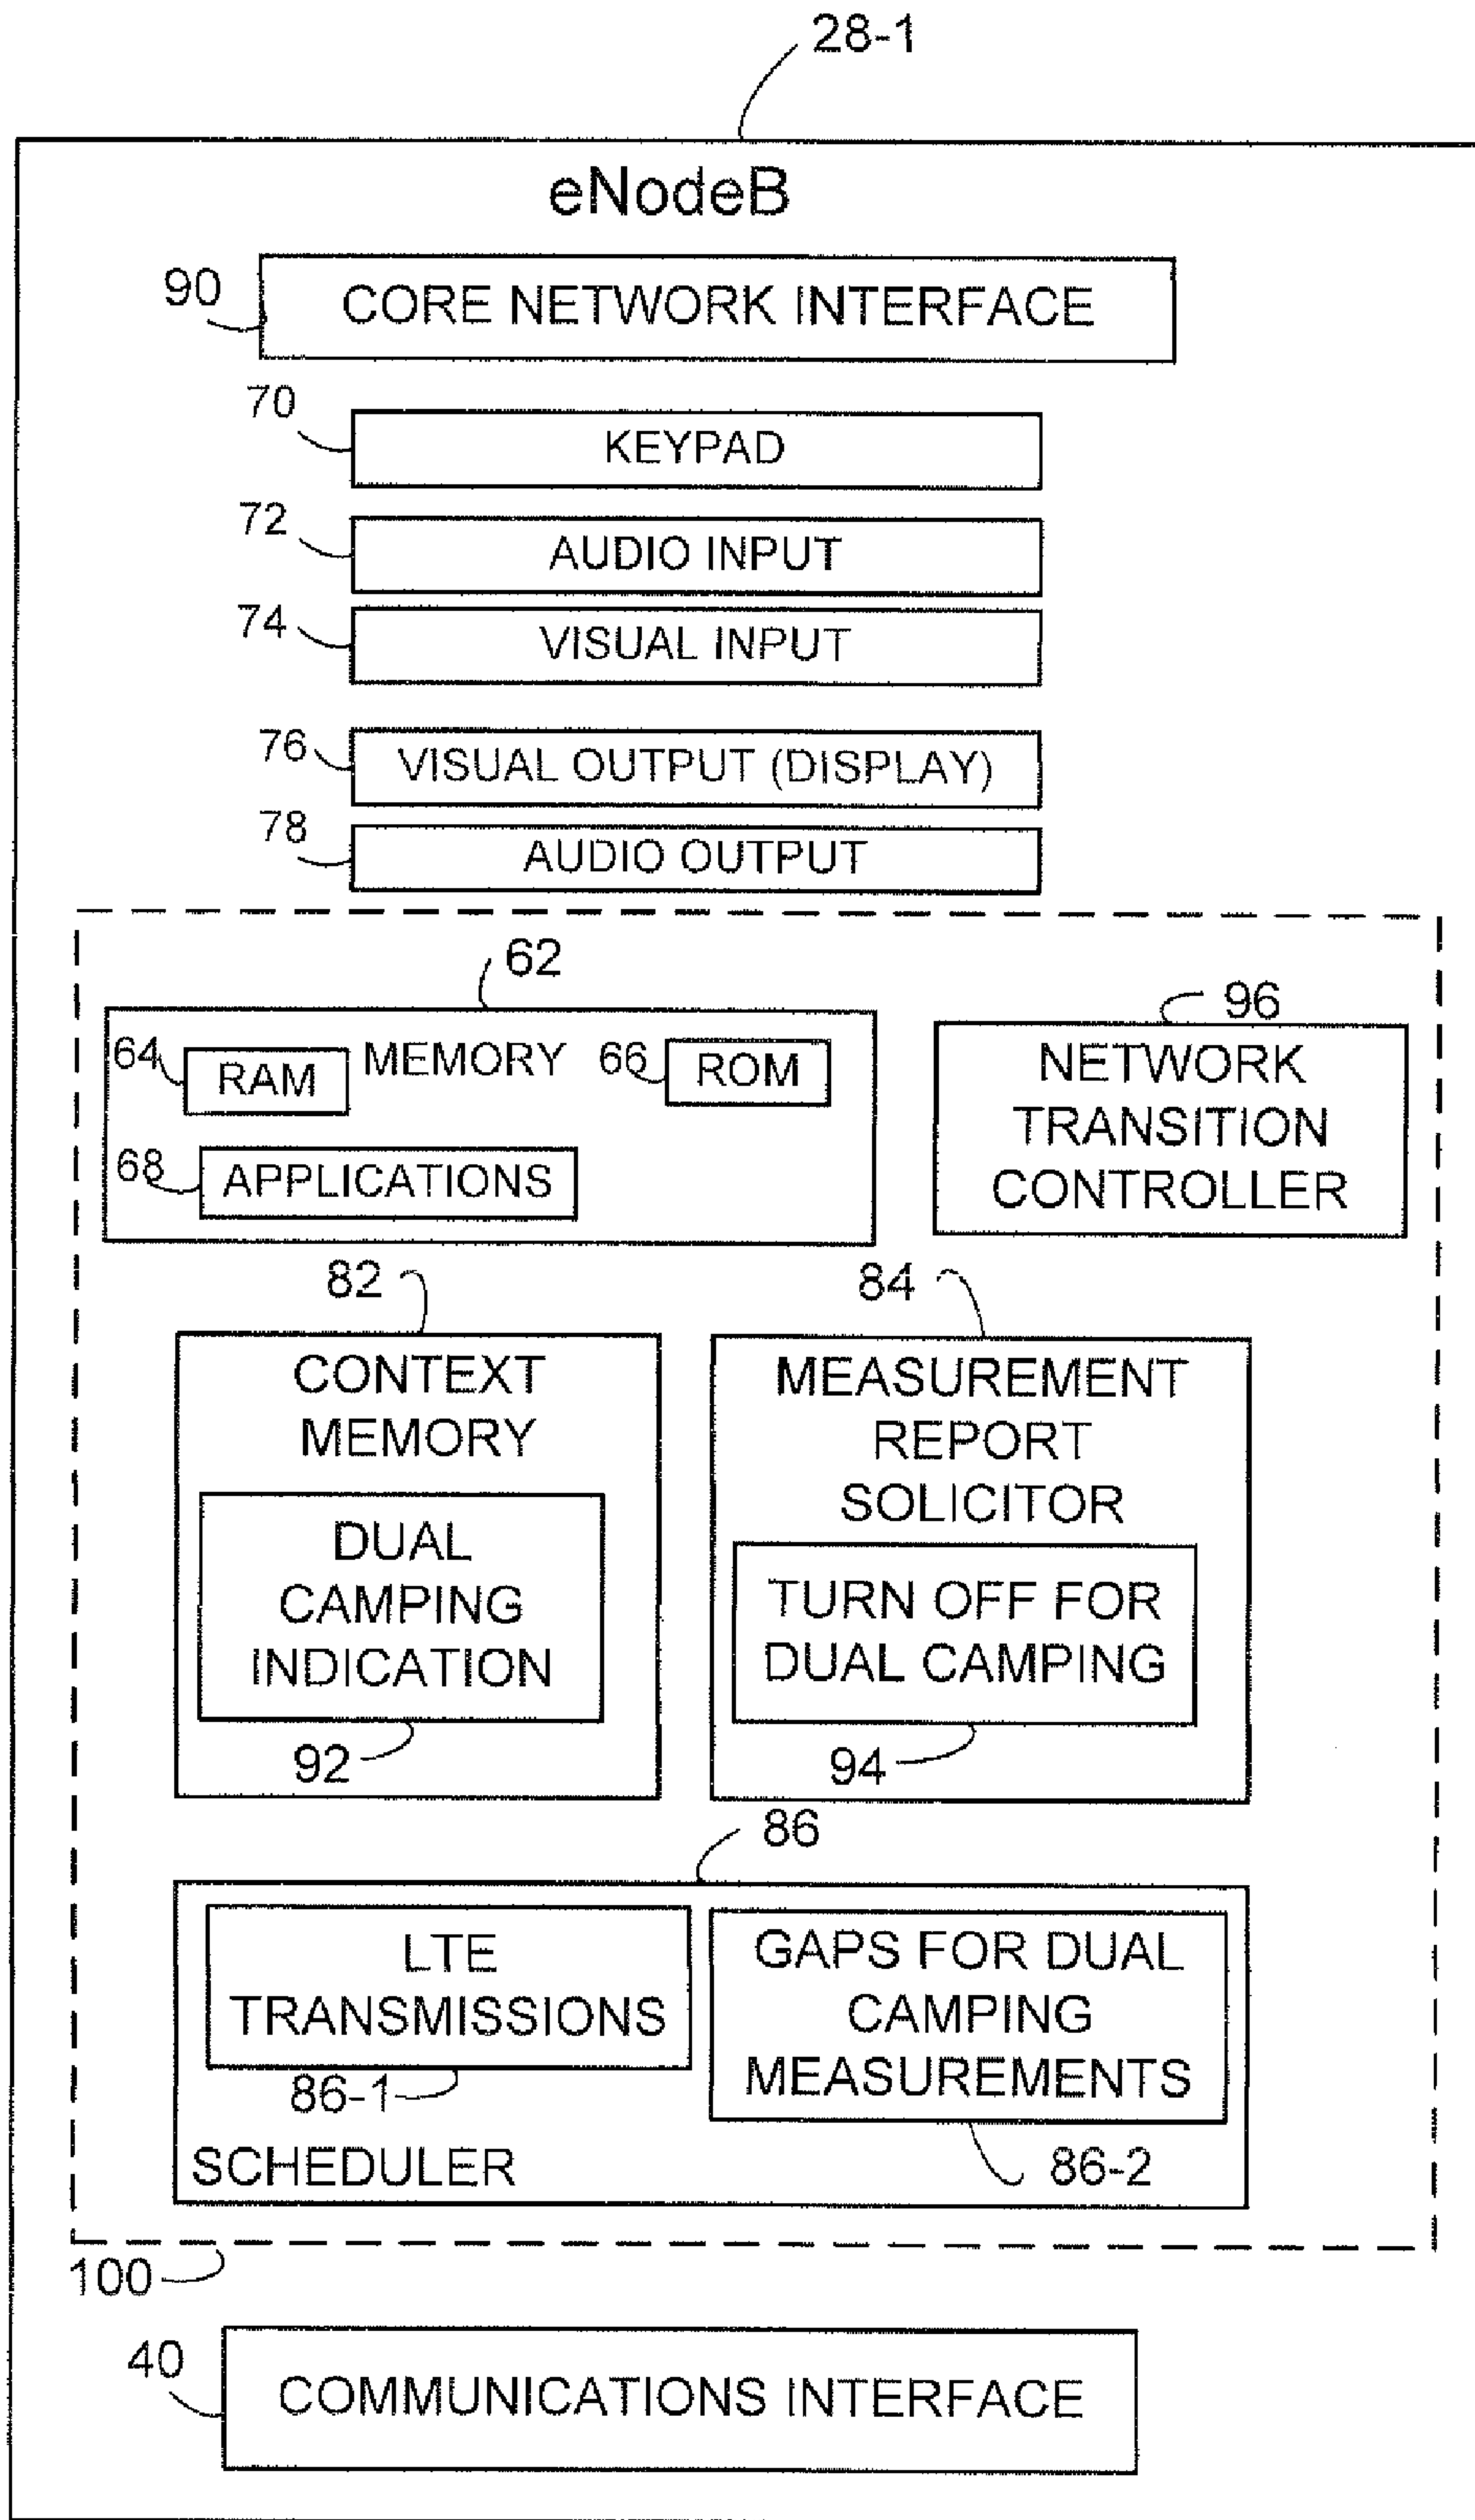 28-1
eNodeB
90
CORE NETWORK INTERFACE
70
KEYPAD
72
AUDIO INPUT
74
VISUAL INPUT
76
VISUAL OUTPUT (DISPLAY)
78
AUDIO OUTPUT
62
64
RAM
MEMORY
66
ROM
68
APPLICATIONS
96
NETWORK
TRANSITION
CONTROLLER
82
CONTEXT
MEMORY
DUAL
CAMPING
INDICATION
92
84
MEASUREMENT
REPORT
SOLICITOR
TURN OFF FOR
DUAL CAMPING
94
86
LTE
TRANSMISSIONS
86-1
GAPS FOR DUAL
CAMPING
MEASUREMENTS
86-2
SCHEDULER
100
40
COMMUNICATIONS INTERFACE